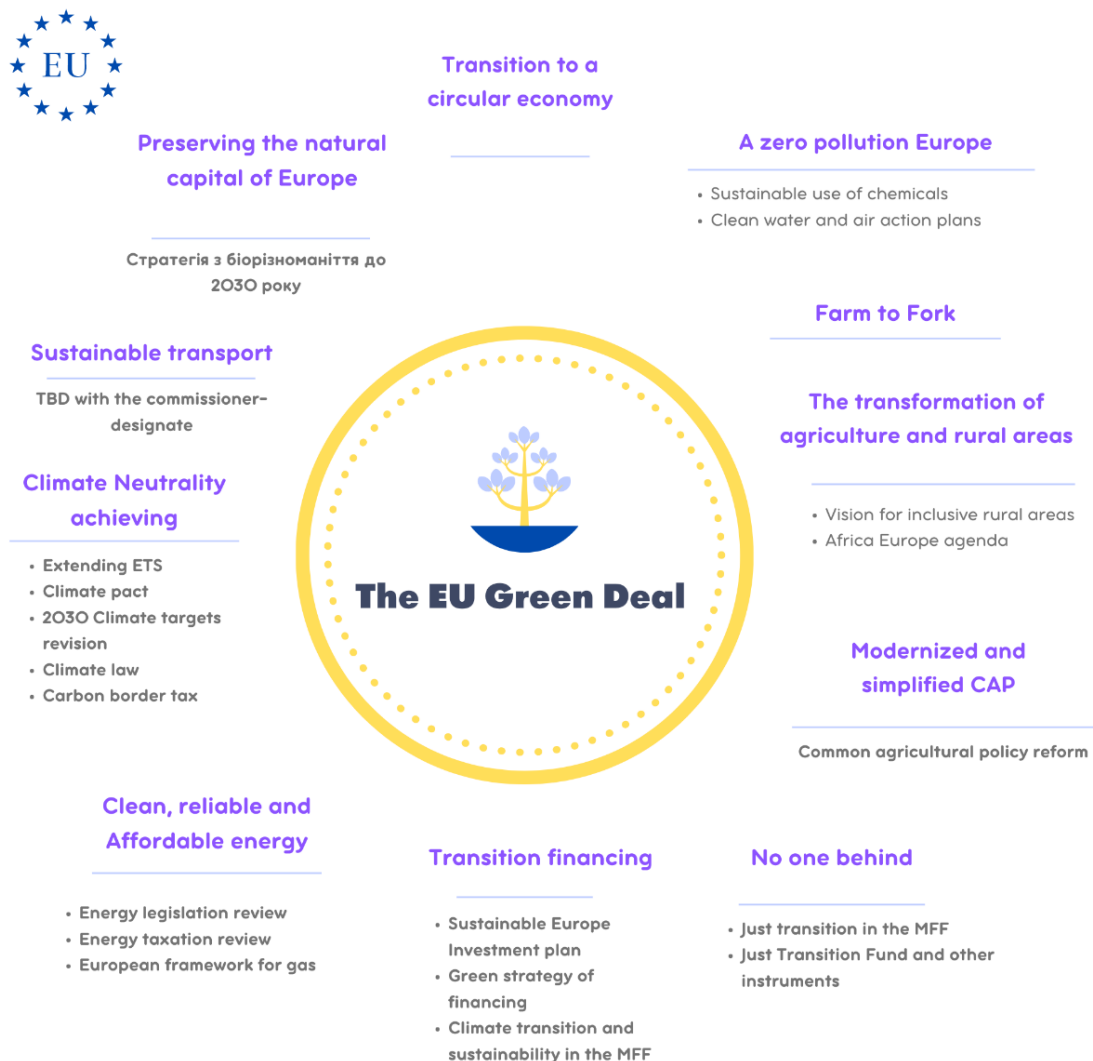 EU
Transition to a
circular economy
Preserving the natural
capital of Europe
Стратегія з біорізноманіття до
2030 року
A zero pollution Europe
• Sustainable use of chemicals
• Clean water and air action plans
Farm to Fork
Sustainable transport
TBD with the commissioner-
designate
The transformation of
agriculture and rural areas
• Vision for inclusive rural areas
• Africa Europe agenda
Climate Neutrality
achieving
• Extending ETS
• Climate pact
• 2030 Climate targets
revision
• Climate law
• Carbon border tax
The EU Green Deal
Modernized and
simplified CAP
Common agricultural policy reform
Clean, reliable and
Affordable energy
• Energy legislation review
• Energy taxation review
• European framework for gas
Transition financing
• Sustainable Europe
Investment plan
• Green strategy of
financing
• Climate transition and
sustainability in the MFF
No one behind
• Just transition in the MFF
• Just Transition Fund and other
instruments